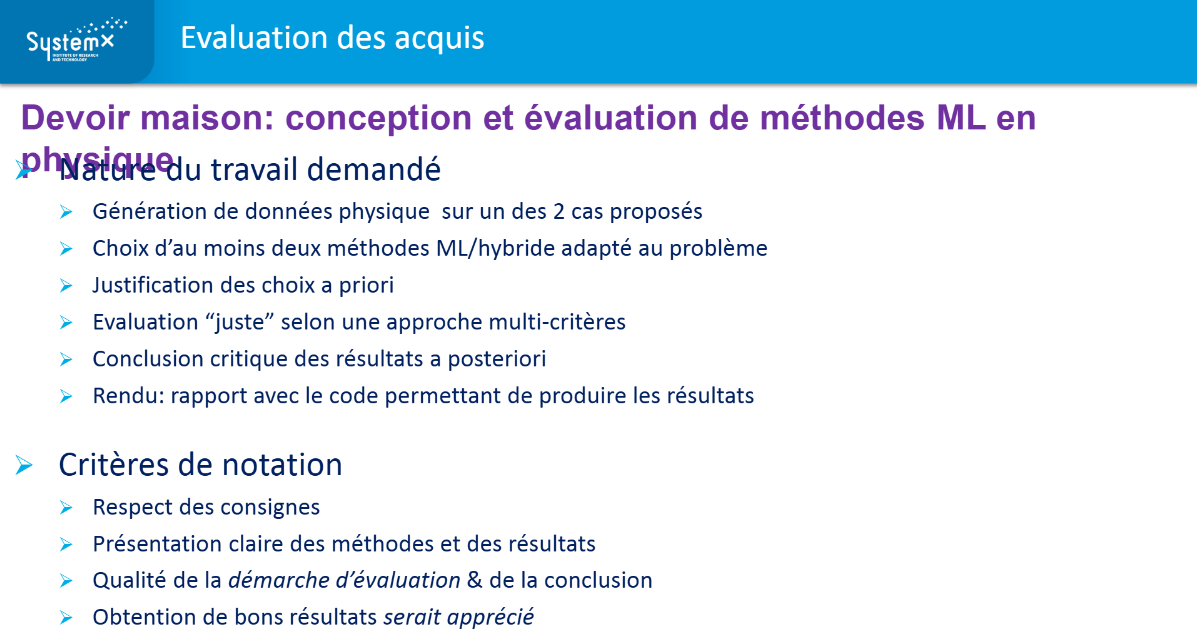 SystemX
INSTITUTE OF RESEARCH
AND TECHNOLOGY
Evaluation des acquis
Devoir maison: conception et évaluation de méthodes ML en
physique
Nature du travail demandé
Génération de données physique  sur un des 2 cas proposés
Choix d’au moins deux méthodes ML/hybride adapté au problème
Justification des choix a priori
Evaluation “juste” selon une approche multi-critères
Conclusion critique des résultats a posteriori
Rendu: rapport avec le code permettant de produire les résultats
Critères de notation
Respect des consignes
Présentation claire des méthodes et des résultats
Qualité de la démarche d’évaluation & de la conclusion
Obtention de bons résultats serait apprécié